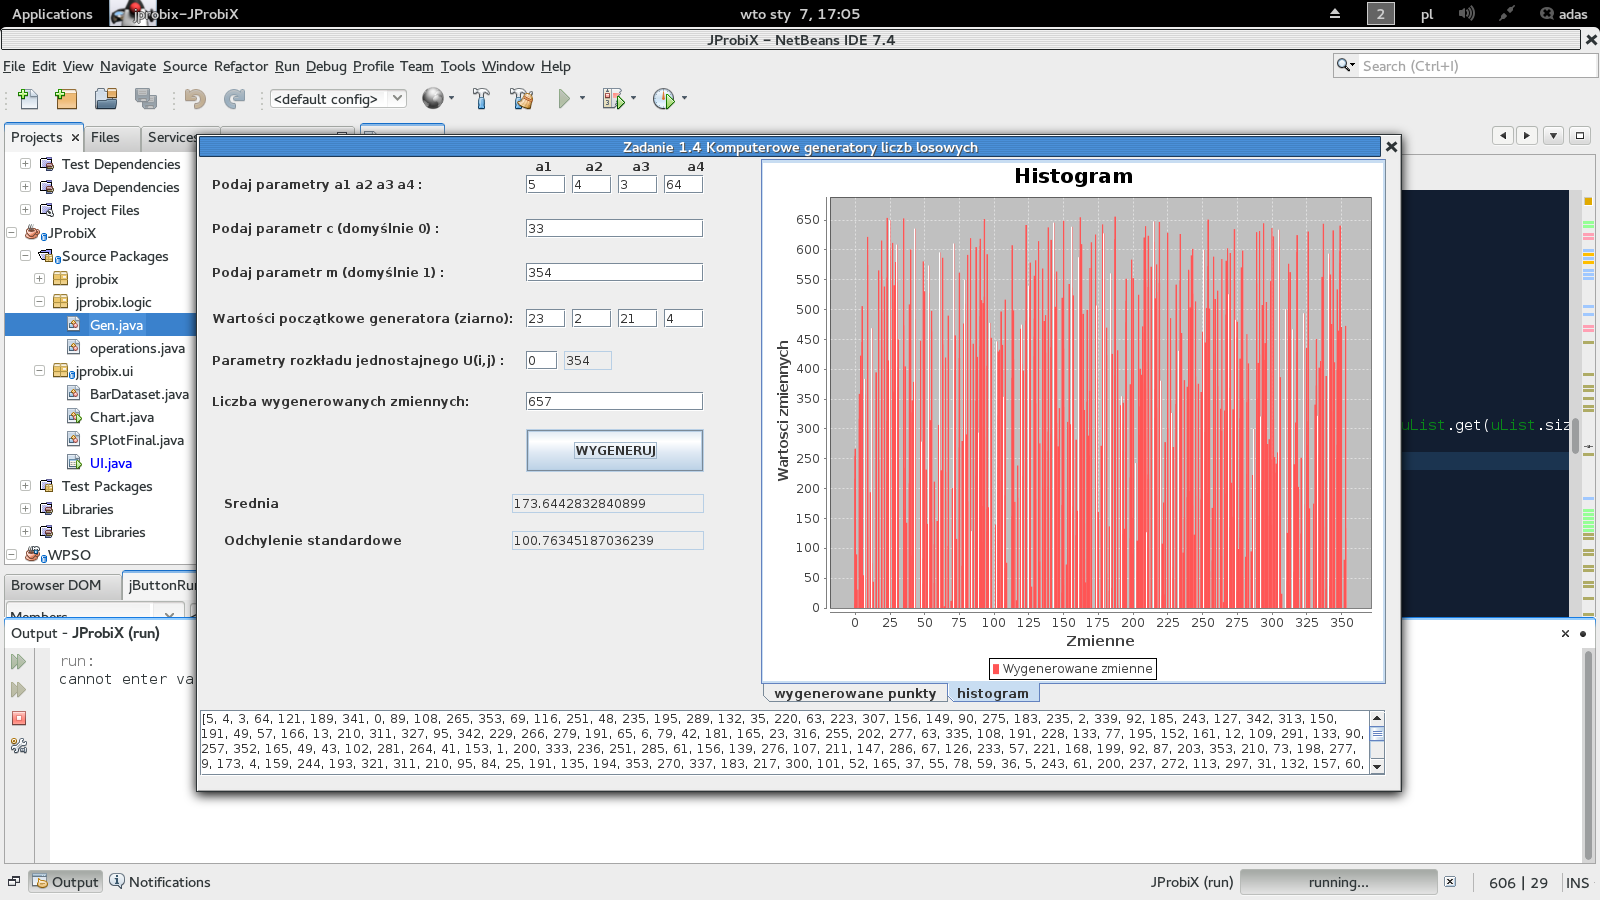 Applications jprobix–JProbiX wto sty 7, 17:05 2 pl adas
JProbiX – NetBeans IDE 7.4
File Edit View Navigate Source Refactor Run Debug Profile Team Tools Window Help Search (Ctrl+I)
<default config>
Projects Files Services
Test Dependencies
Java Dependencies
Project Files
JProbiX
Source Packages
jprobix
jprobix.logic
Gen.java
operations.java
jprobix.ui
BarDataset.java
Chart.java
SPlotFinal.java
UI.java
Test Packages
Libraries
Test Libraries
WPSO
Browser DOM jButtonRu
Members
Zadanie 1.4 Komputerowe generatory liczb losowych
a1 a2 a3 a4
Podaj parametry a1 a2 a3 a4 : 5 4 3 64
Podaj parametr c (domyślnie 0) : 33
Podaj parametr m (domyślnie 1) : 354
Wartości początkowe generatora (ziarno): 23 2 21 4
Parametry rozkładu jednostajnego U(i,j) : 0 354
Liczba wygenerowanych zmiennych: 657
WYGENERUJ
Srednia 173.6442832840899
Odchylenie standardowe 100.76345187036239
Histogram
Wartosci zmiennych
650
600
550
500
450
400
350
300
250
200
150
100
50
0
0 25 50 75 100 125 150 175 200 225 250 275 300 325 350
Zmienne
Wygenerowane zmienne
wygenerowane punkty histogram
[5, 4, 3, 64, 121, 189, 341, 0, 89, 108, 265, 353, 69, 116, 251, 48, 235, 195, 289, 132, 35, 220, 63, 223, 307, 156, 149, 90, 275, 183, 235, 2, 339, 92, 185, 243, 127, 342, 313, 150,
191, 49, 57, 166, 13, 210, 311, 327, 95, 342, 229, 266, 279, 191, 65, 6, 79, 42, 181, 165, 23, 316, 255, 202, 277, 63, 335, 108, 191, 228, 133, 77, 195, 152, 161, 12, 109, 291, 133, 90,
257, 352, 165, 49, 43, 102, 281, 264, 41, 153, 1, 200, 333, 236, 251, 285, 61, 156, 139, 276, 107, 211, 147, 286, 67, 126, 233, 57, 221, 168, 199, 92, 87, 203, 353, 210, 73, 198, 277,
9, 173, 4, 159, 244, 193, 321, 311, 210, 95, 84, 25, 191, 135, 194, 353, 270, 337, 183, 217, 300, 101, 52, 165, 37, 55, 78, 59, 36, 5, 243, 61, 200, 237, 272, 113, 297, 31, 132, 157, 60,
uList.get(uList.siz
Output - JProbiX (run)
run:
cannot enter va
Output Notifications JProbiX (run) running... 606 | 29 INS